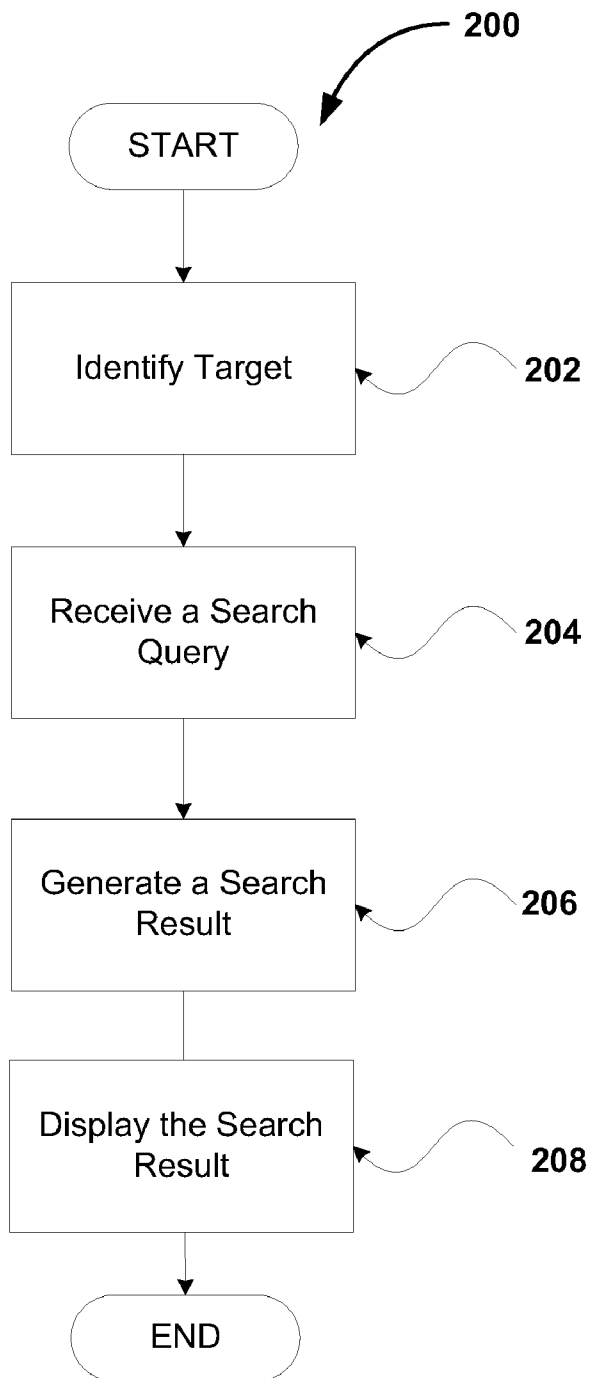 200
START
Identify Target
202
Receive a Search
Query
204
Generate a Search
Result
206
Display the Search
Result
208
END